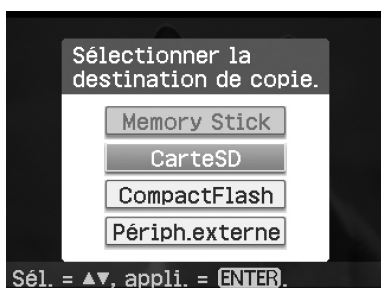 Sélectionner la
destination de copie.
Memory Stick
CarteSD
CompactFlash
Périph.externe
Sél. = ▲▼, appli. = ENTER.